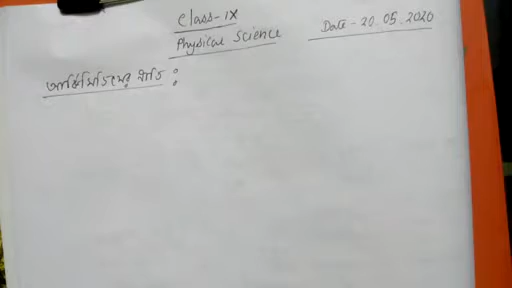 Class-IX
Physical Science
Date - 20.05.2020
আর্কিমিডিসের নীতি :